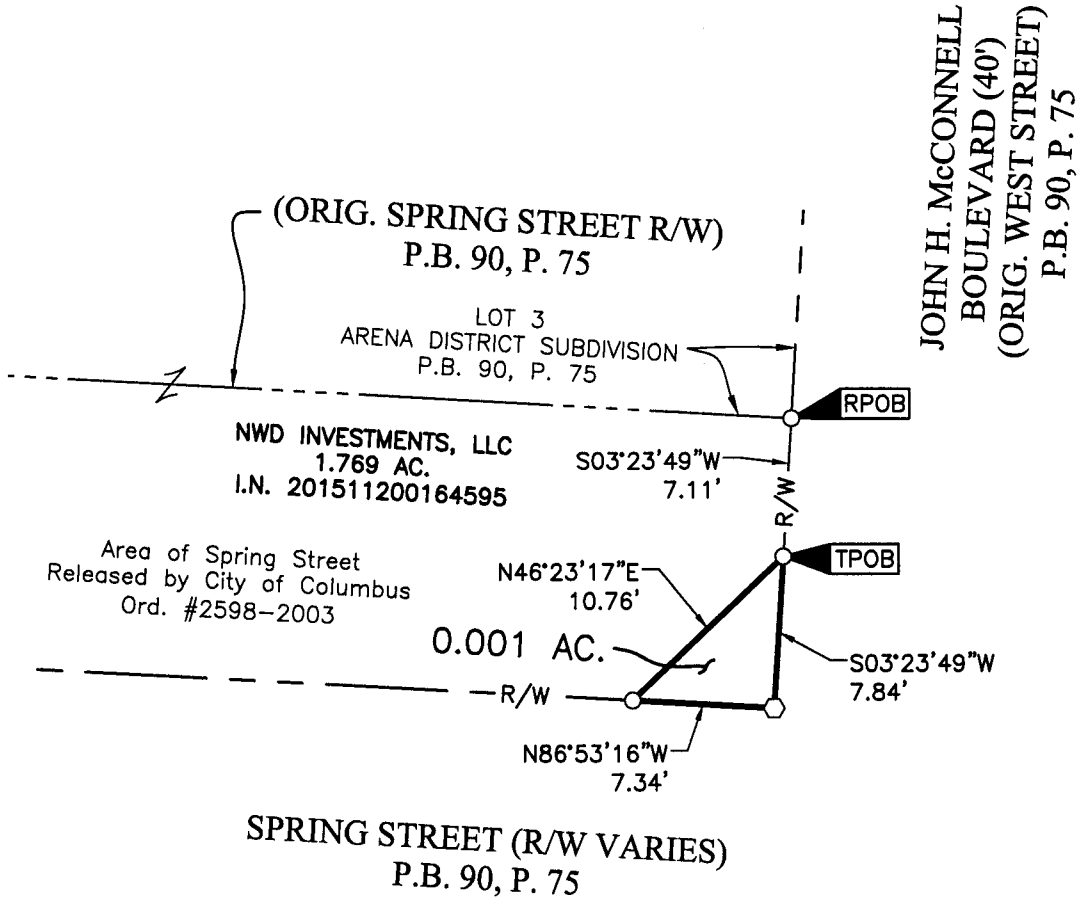 JOHN H. McCONNELL
BOULEVARD (40')
(ORIG. WEST STREET)
P.B. 90, P. 75
(ORIG. SPRING STREET R/W)
P.B. 90, P. 75
LOT 3
ARENA DISTRICT SUBDIVISION
P.B. 90, P. 75
RPOB
NWD INVESTMENTS, LLC
1.769 AC.
I.N. 201511200164595
S03°23'49"W
7.11'
R/W
TPOB
Area of Spring Street
Released by City of Columbus
Ord. #2598-2003
N46°23'17"E
10.76'
0.001 AC.
S03°23'49"W
7.84'
R/W
N86°53'16"W
7.34'
SPRING STREET (R/W VARIES)
P.B. 90, P. 75